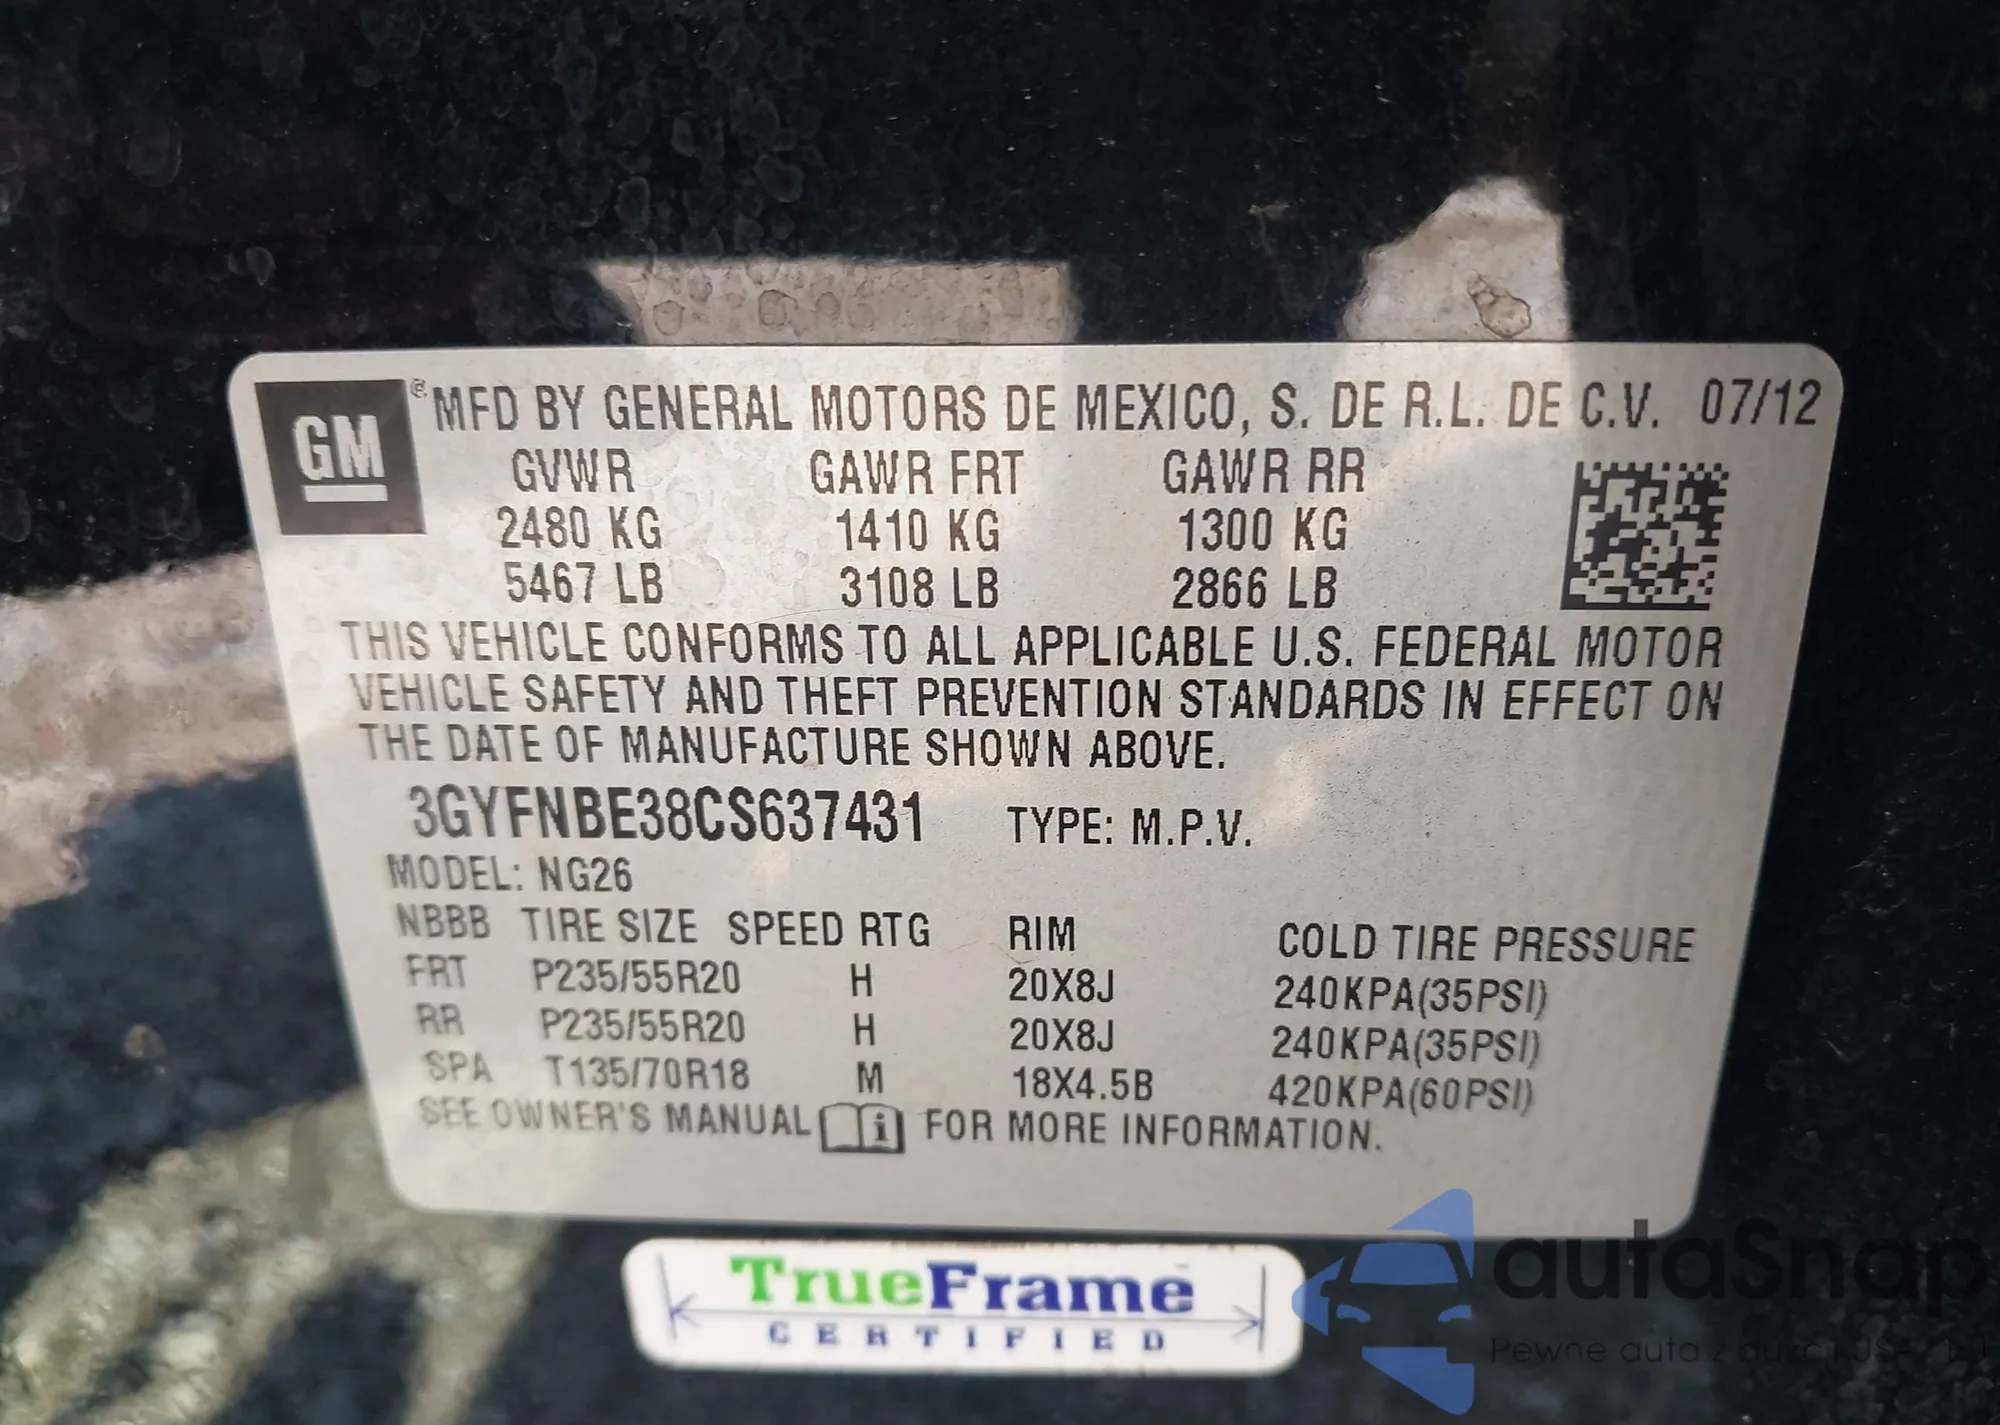 GM
® MFD BY GENERAL MOTORS DE MEXICO, S. DE R.L. DE C.V. 07/12
GVWR GAWR FRT GAWR RR
2480 KG 1410 KG 1300 KG
5467 LB 3108 LB 2866 LB
THIS VEHICLE CONFORMS TO ALL APPLICABLE U.S. FEDERAL MOTOR
VEHICLE SAFETY AND THEFT PREVENTION STANDARDS IN EFFECT ON
THE DATE OF MANUFACTURE SHOWN ABOVE.
3GYFNBE38CS637431 TYPE: M.P.V.
MODEL: NG26
NBBB TIRE SIZE SPEED RTG RIM COLD TIRE PRESSURE
FRT P235/55R20 H 20X8J 240KPA(35PSI)
RR P235/55R20 H 20X8J 240KPA(35PSI)
SPA T135/70R18 M 18X4.5B 420KPA(60PSI)
SEE OWNER'S MANUAL i FOR MORE INFORMATION.
TrueFrame
CERTIFIED
autaSnap
Pewne auta z aukcji